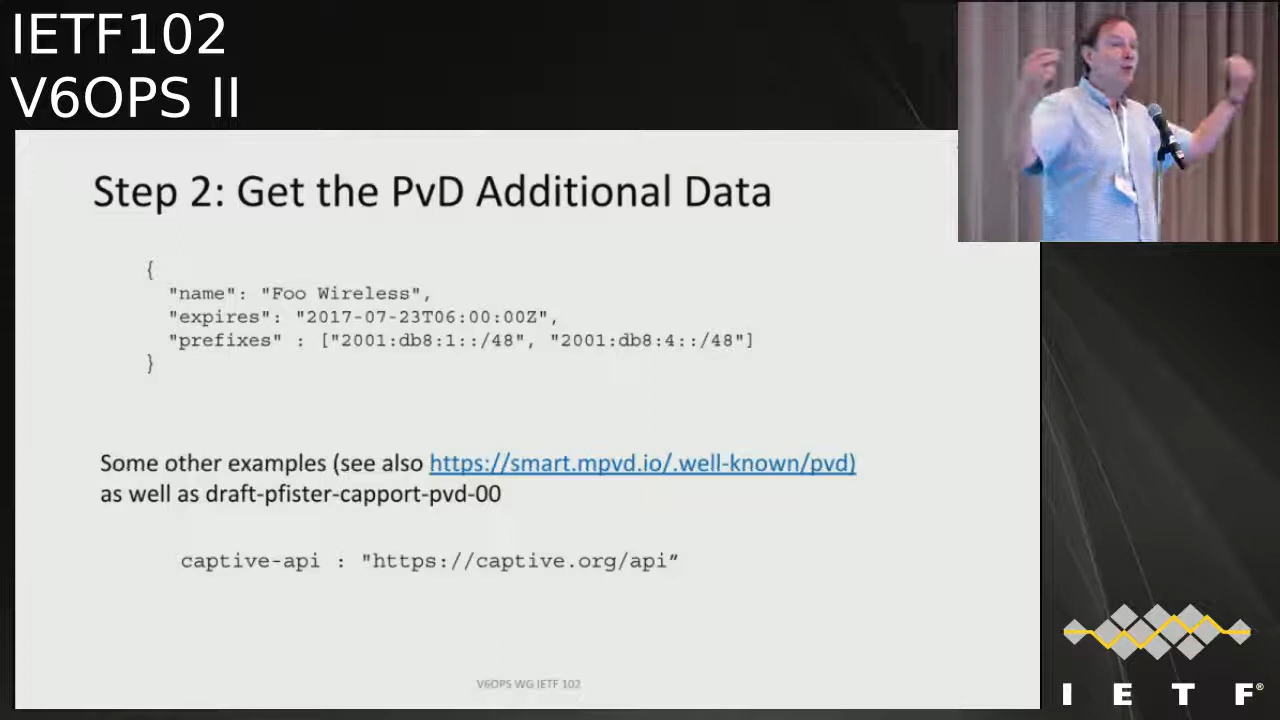 IETF102
V6OPS II
Step 2: Get the PvD Additional Data
{
"name": "Foo Wireless",
"expires": "2017-07-23T06:00:00Z",
"prefixes" : ["2001:db8:1::/48", "2001:db8:4::/48"]
}
Some other examples (see also https://smart.mpvd.io/.well-known/pvd)
as well as draft-pfister-capport-pvd-00
captive-api : "https://captive.org/api”
V6OPS WG IETF 102
I E T F®